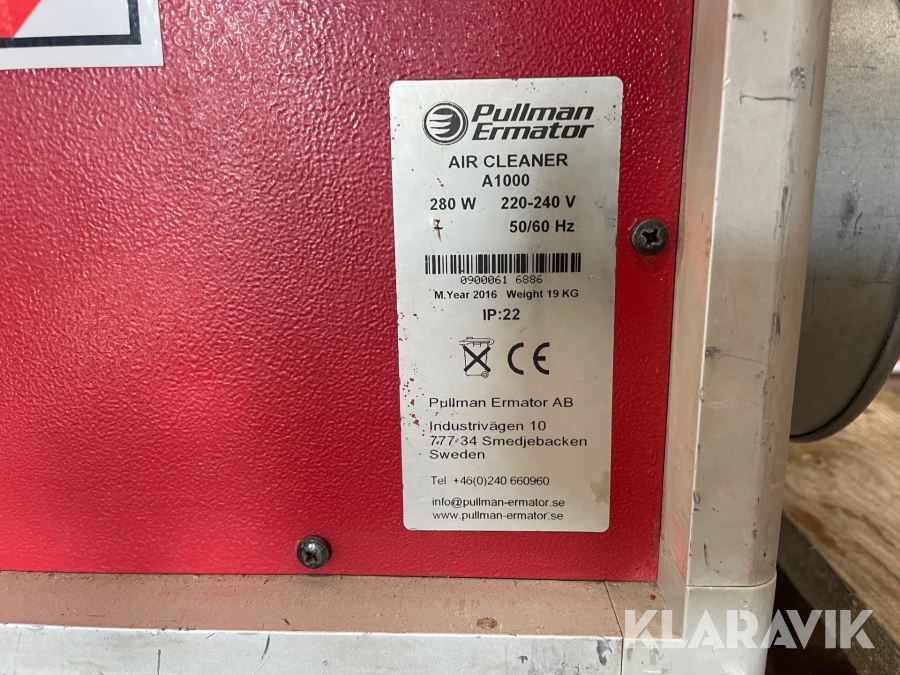 Pullman
Ermator
AIR CLEANER
A1000
280 W 220-240 V
50/60 Hz
0900061 6886
M.Year 2016 Weight 19 KG
IP:22
CE
Pullman Ermator AB
Industrivägen 10
777 34 Smedjebacken
Sweden
Tel +46(0)240 660960
info@pullman-ermator.se
www.pullman-ermator.se
KLARAVIK